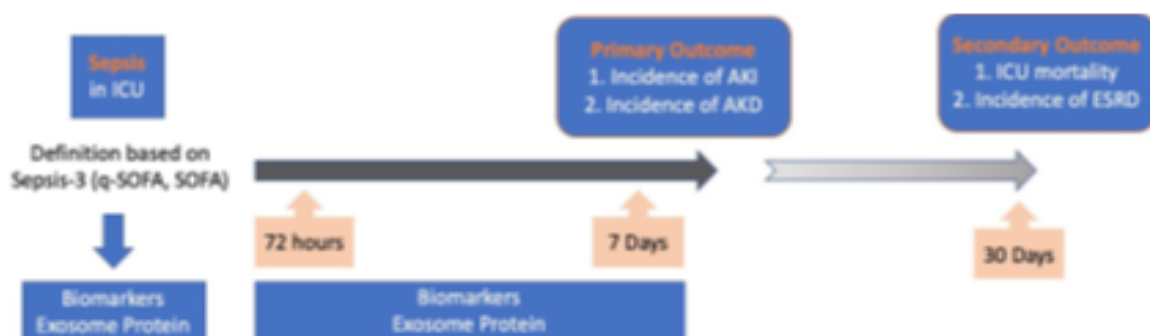 Sepsis
in ICU
Definition based on
Sepsis-3 (q-SOFA, SOFA)
Biomarkers
Exosome Protein
Primary Outcome
1. Incidence of AKI
2. Incidence of AKD
Secondary Outcome
1. ICU mortality
2. Incidence of ESRD
72 hours
7 Days
30 Days
Biomarkers
Exosome Protein